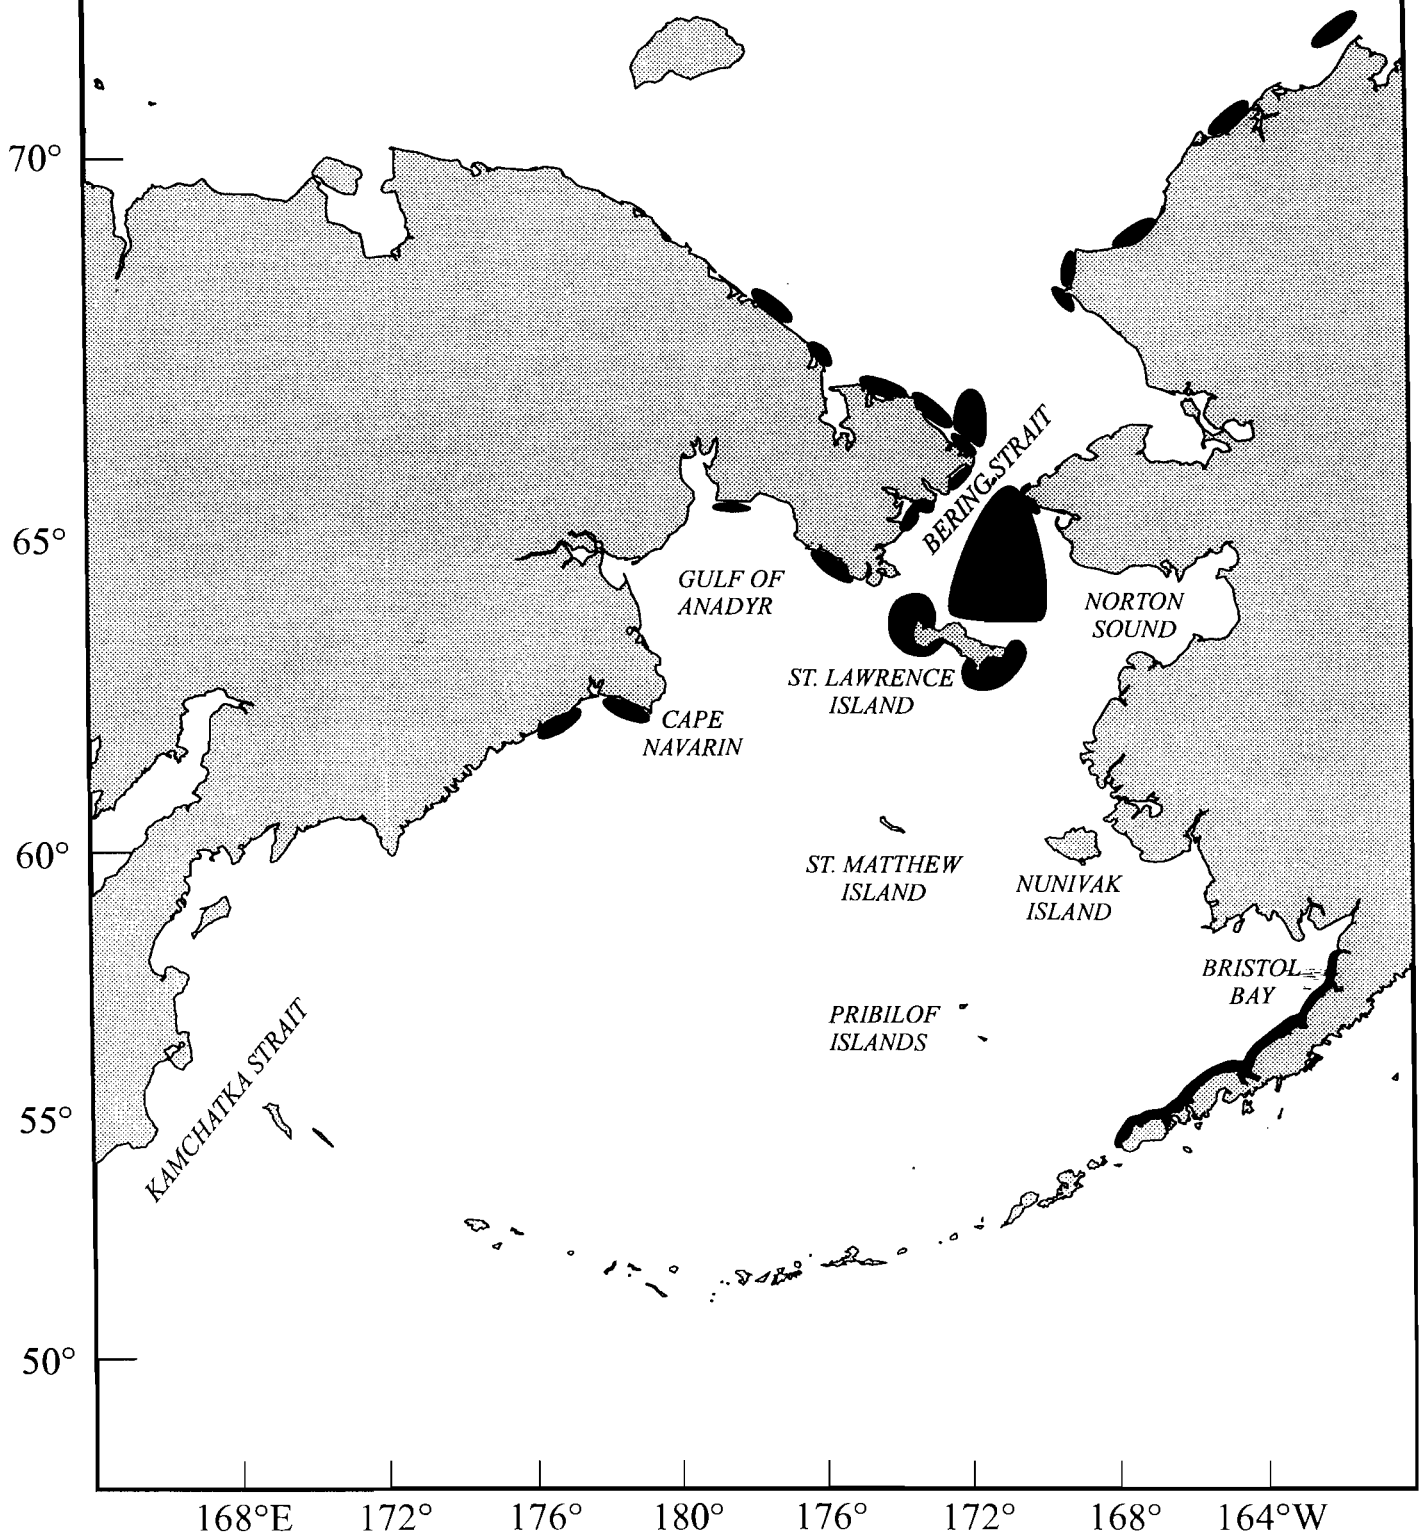 70°
BERING STRAIT
65°
GULF OF
ANADYR
NORTON
SOUND
ST. LAWRENCE
ISLAND
CAPE
NAVARIN
60°
ST. MATTHEW
ISLAND
NUNIVAK
ISLAND
BRISTOL
BAY
PRIBILOF
ISLANDS
KAMCHATKA STRAIT
55°
50°
168°E 172° 176° 180° 176° 172° 168° 164°W